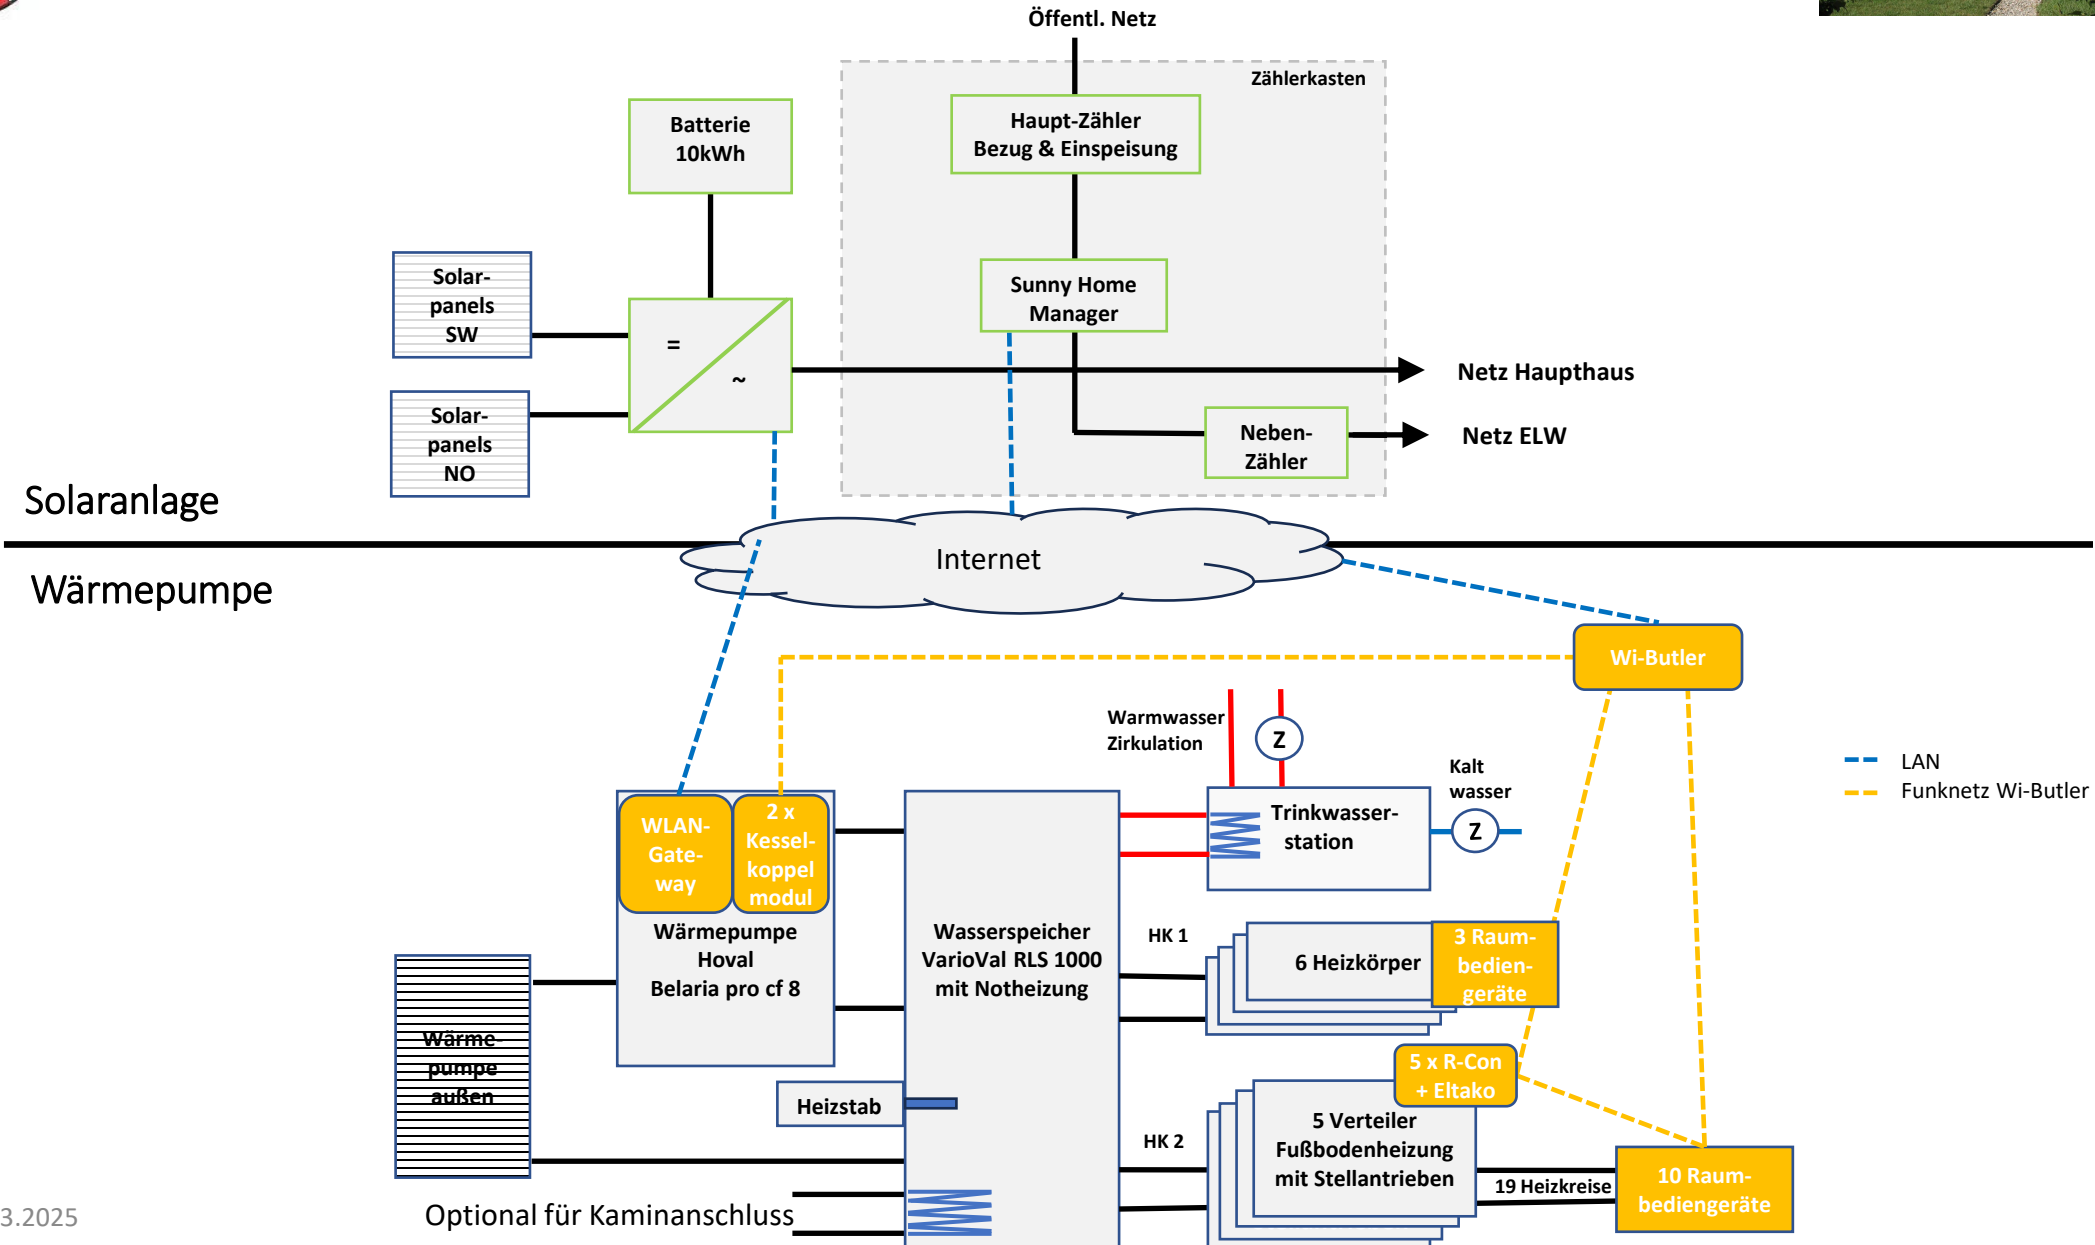 Öffentl. Netz
Zählerkasten
Batterie
10kWh
Haupt-Zähler
Bezug & Einspeisung
Solar-
panels
SW
Sunny Home
Manager
=
~
Netz Haupthaus
Solar-
panels
NO
Neben-
Zähler
Netz ELW
Solaranlage
Internet
Wärmepumpe
Wi-Butler
Warmwasser
Zirkulation
Z
Kalt
wasser
LAN
Funknetz Wi-Butler
WLAN-
Gate-
way
2 x
Kessel-
koppel
modul
Trinkwasser-
station
Z
Wärmepumpe
Hoval
Belaria pro cf 8
Wasserspeicher
VarioVal RLS 1000
mit Notheizung
HK 1
6 Heizkörper
3 Raum-
bedien-
geräte
Wärme-
pumpe
außen
Heizstab
5 x R-Con
+ Eltako
HK 2
5 Verteiler
Fußbodenheizung
mit Stellantrieben
19 Heizkreise
10 Raum-
bediengeräte
3.2025
Optional für Kaminanschluss